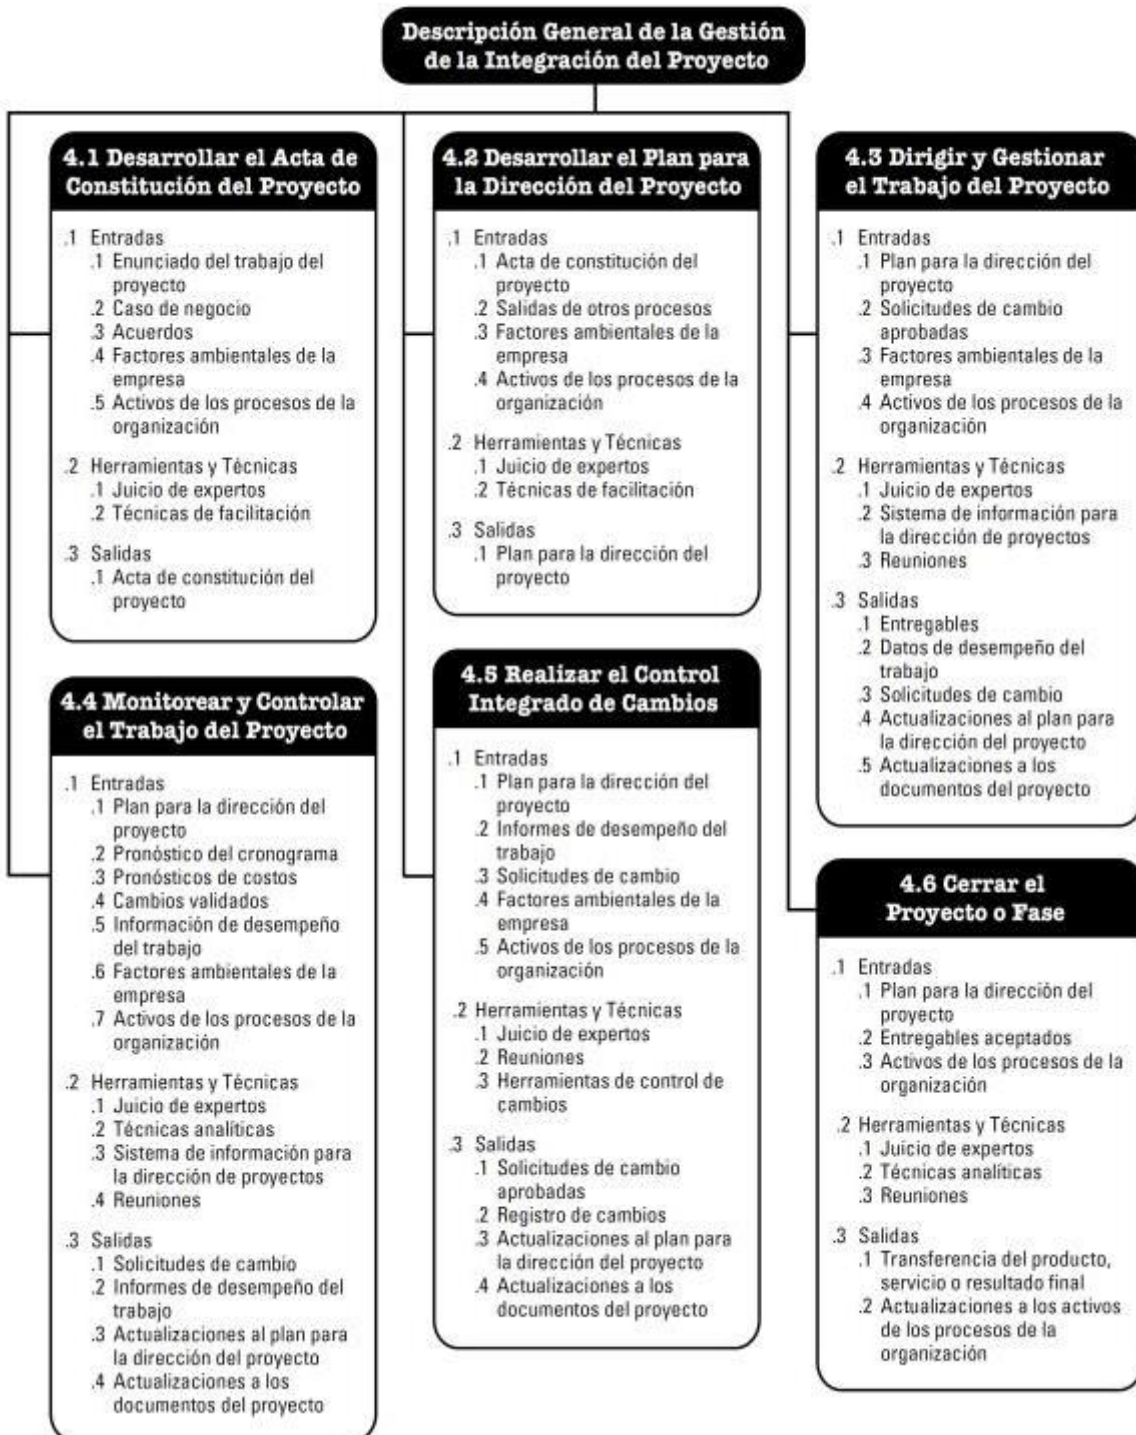 Descripción General de la Gestión
de la Integración del Proyecto
4.1 Desarrollar el Acta de
Constitución del Proyecto
.1 Entradas
.1 Enunciado del trabajo del
proyecto
.2 Caso de negocio
.3 Acuerdos
.4 Factores ambientales de la
empresa
.5 Activos de los procesos de la
organización
.2 Herramientas y Técnicas
.1 Juicio de expertos
.2 Técnicas de facilitación
.3 Salidas
.1 Acta de constitución del
proyecto
4.2 Desarrollar el Plan para
la Dirección del Proyecto
.1 Entradas
.1 Acta de constitución del
proyecto
.2 Salidas de otros procesos
.3 Factores ambientales de la
empresa
.4 Activos de los procesos de la
organización
.2 Herramientas y Técnicas
.1 Juicio de expertos
.2 Técnicas de facilitación
.3 Salidas
.1 Plan para la dirección del
proyecto
4.3 Dirigir y Gestionar
el Trabajo del Proyecto
.1 Entradas
.1 Plan para la dirección del
proyecto
.2 Solicitudes de cambio
aprobadas
.3 Factores ambientales de la
empresa
.4 Activos de los procesos de la
organización
.2 Herramientas y Técnicas
.1 Juicio de expertos
.2 Sistema de información para
la dirección de proyectos
.3 Reuniones
.3 Salidas
.1 Entregables
.2 Datos de desempeño del
trabajo
.3 Solicitudes de cambio
.4 Actualizaciones al plan para
la dirección del proyecto
.5 Actualizaciones a los
documentos del proyecto
4.4 Monitorear y Controlar
el Trabajo del Proyecto
.1 Entradas
.1 Plan para la dirección del
proyecto
.2 Pronóstico del cronograma
.3 Pronósticos de costos
.4 Cambios validados
.5 Información de desempeño
del trabajo
.6 Factores ambientales de la
empresa
.7 Activos de los procesos de la
organización
.2 Herramientas y Técnicas
.1 Juicio de expertos
.2 Técnicas analíticas
.3 Sistema de información para
la dirección de proyectos
.4 Reuniones
.3 Salidas
.1 Solicitudes de cambio
.2 Informes de desempeño del
trabajo
.3 Actualizaciones al plan para
la dirección del proyecto
.4 Actualizaciones a los
documentos del proyecto
4.5 Realizar el Control
Integrado de Cambios
.1 Entradas
.1 Plan para la dirección del
proyecto
.2 Informes de desempeño del
trabajo
.3 Solicitudes de cambio
.4 Factores ambientales de la
empresa
.5 Activos de los procesos de la
organización
.2 Herramientas y Técnicas
.1 Juicio de expertos
.2 Reuniones
.3 Herramientas de control de
cambios
.3 Salidas
.1 Solicitudes de cambio
aprobadas
.2 Registro de cambios
.3 Actualizaciones al plan para
la dirección del proyecto
.4 Actualizaciones a los
documentos del proyecto
4.6 Cerrar el
Proyecto o Fase
.1 Entradas
.1 Plan para la dirección del
proyecto
.2 Entregables aceptados
.3 Activos de los procesos de la
organización
.2 Herramientas y Técnicas
.1 Juicio de expertos
.2 Técnicas analíticas
.3 Reuniones
.3 Salidas
.1 Transferencia del producto,
servicio o resultado final
.2 Actualizaciones a los activos
de los procesos de la
organización